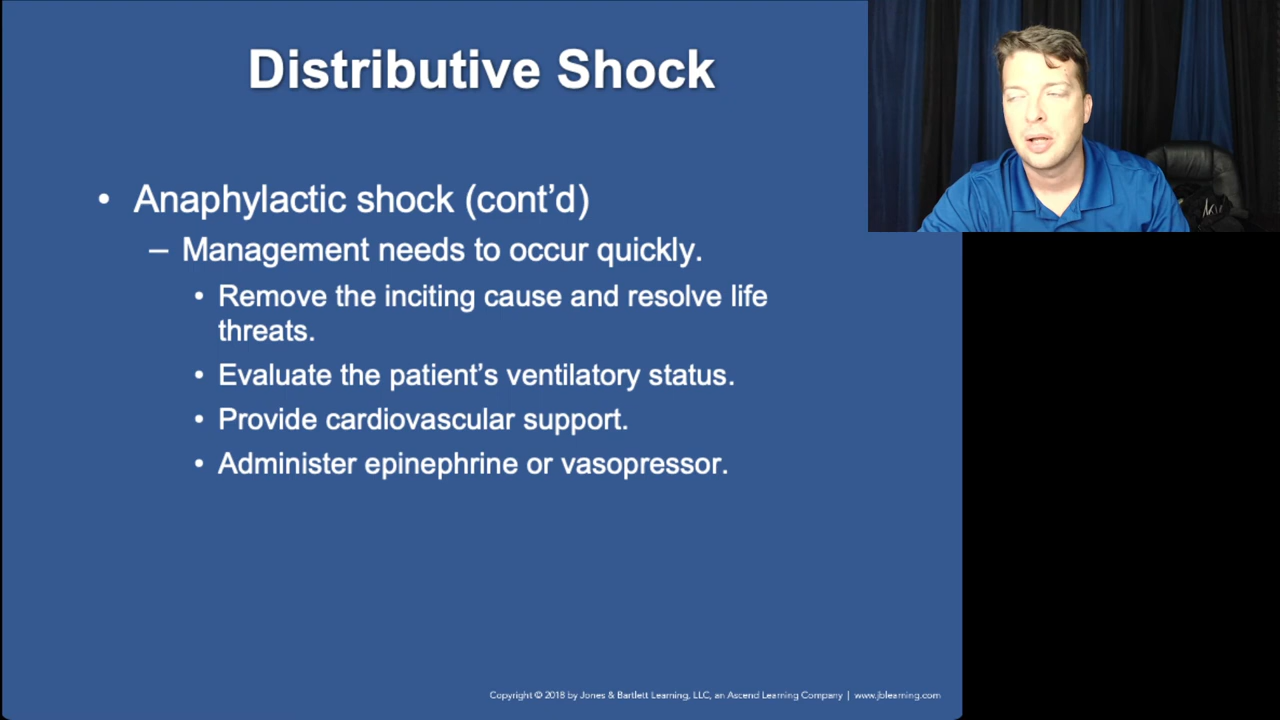 Distributive Shock
• Anaphylactic shock (cont’d)
– Management needs to occur quickly.
• Remove the inciting cause and resolve life
threats.
• Evaluate the patient’s ventilatory status.
• Provide cardiovascular support.
• Administer epinephrine or vasopressor.
Copyright © 2018 by Jones & Bartlett Learning, LLC, an Ascend Learning Company | www.jblearning.com